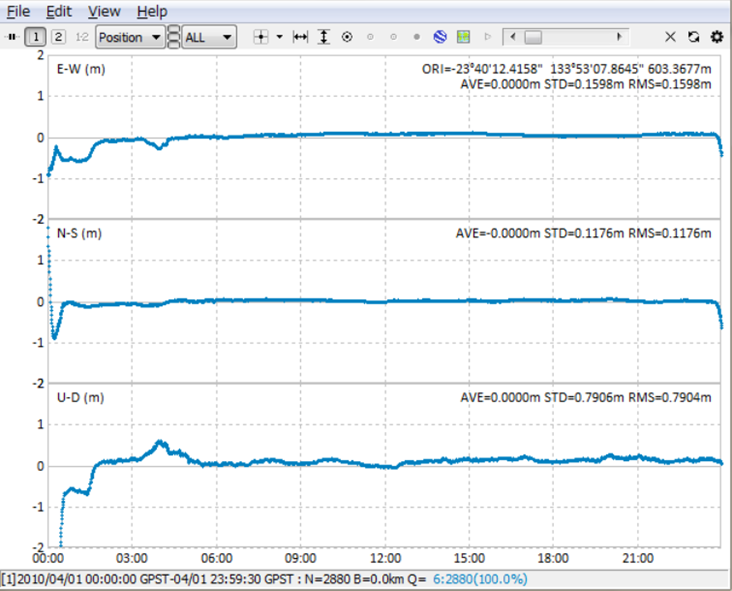 File Edit View Help
1 2 1-2 Position ALL
2
E-W (m) ORI=-23°40'12.4158" 133°53'07.8645" 603.3677m
AVE=0.0000m STD=0.1598m RMS=0.1598m
1
0
-1
-2
N-S (m) AVE=-0.0000m STD=0.1176m RMS=0.1176m
1
0
-1
-2
U-D (m) AVE=0.0000m STD=0.7906m RMS=0.7904m
1
0
-1
-2
00:00 03:00 06:00 09:00 12:00 15:00 18:00 21:00
[1]2010/04/01 00:00:00 GPST-04/01 23:59:30 GPST : N=2880 B=0.0km Q= 6:2880(100.0%)